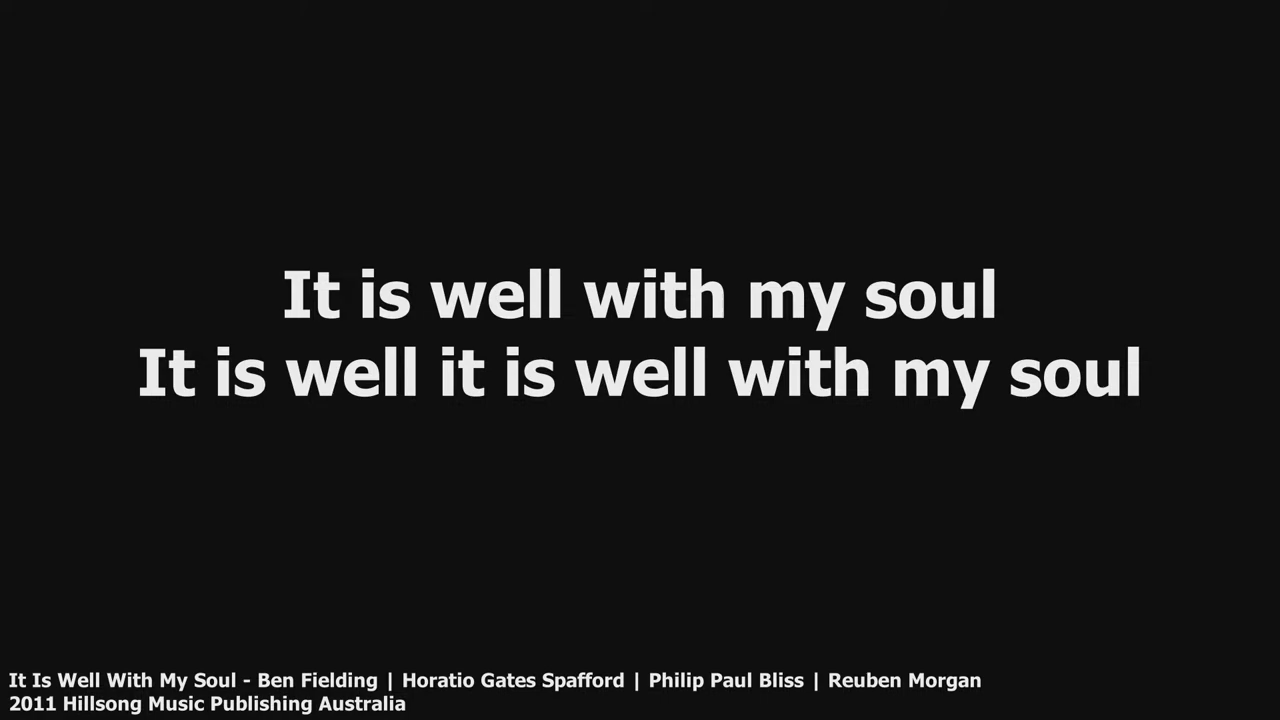 It is well with my soul
It is well it is well with my soul
It Is Well With My Soul - Ben Fielding | Horatio Gates Spafford | Philip Paul Bliss | Reuben Morgan
2011 Hillsong Music Publishing Australia